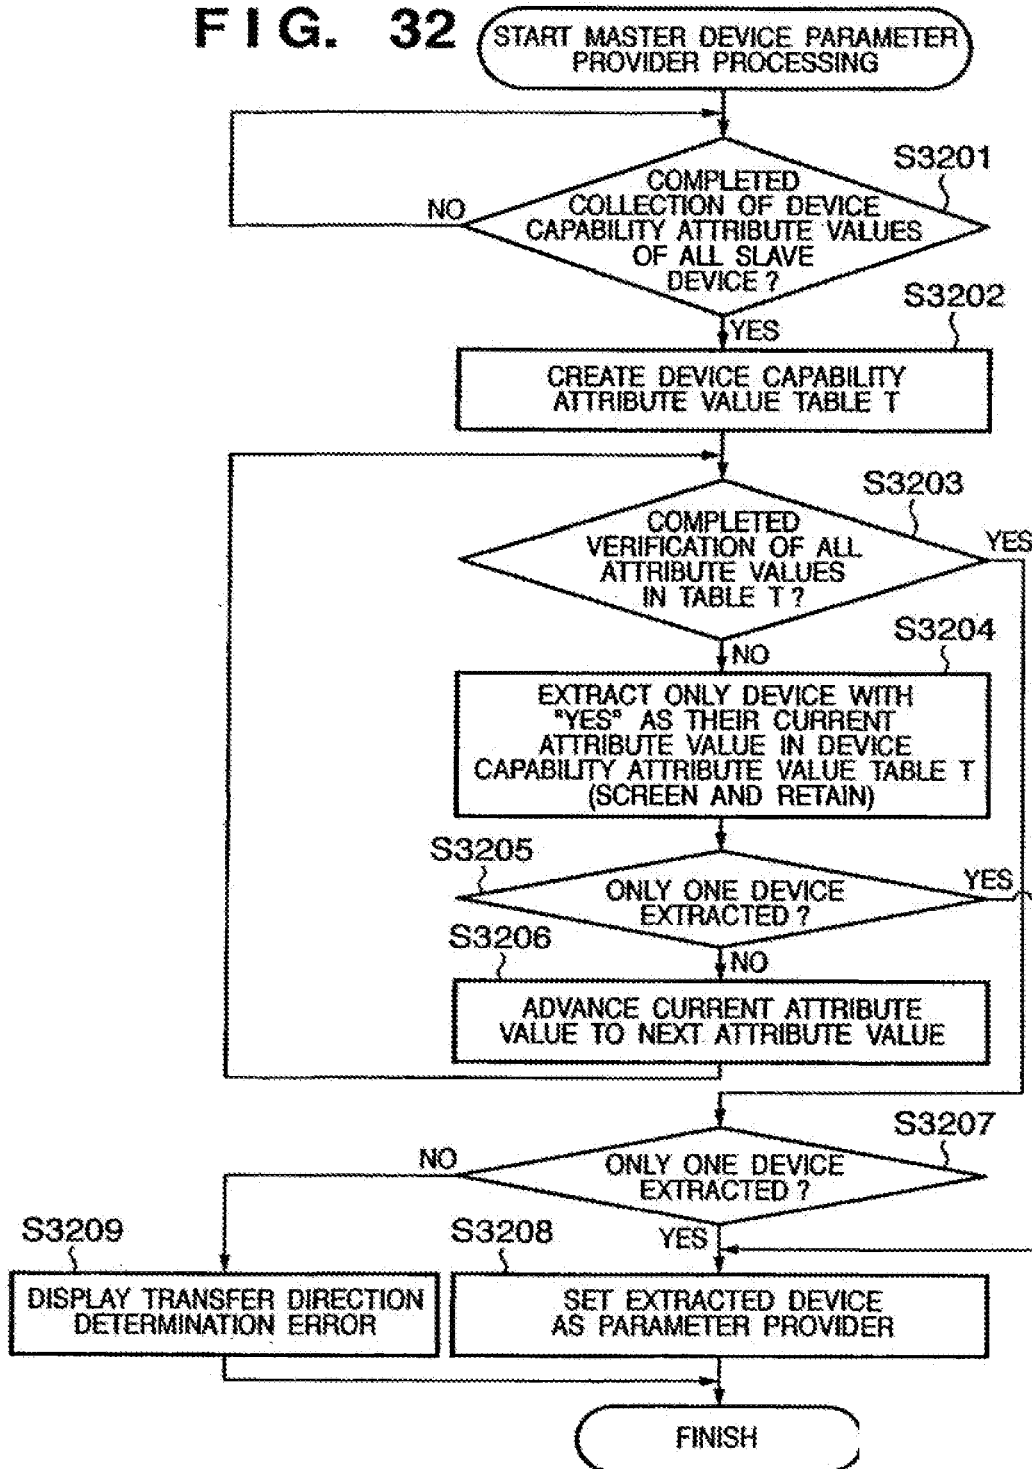 FIG. 32
START MASTER DEVICE PARAMETER
PROVIDER PROCESSING
S3201
COMPLETED
COLLECTION OF DEVICE
CAPABILITY ATTRIBUTE VALUES
OF ALL SLAVE
DEVICE ?
NO
YES
S3202
CREATE DEVICE CAPABILITY
ATTRIBUTE VALUE TABLE T
S3203
COMPLETED
VERIFICATION OF ALL
ATTRIBUTE VALUES
IN TABLE T ?
YES
NO
S3204
EXTRACT ONLY DEVICE WITH
"YES" AS THEIR CURRENT
ATTRIBUTE VALUE IN DEVICE
CAPABILITY ATTRIBUTE VALUE TABLE T
(SCREEN AND RETAIN)
S3205
ONLY ONE DEVICE
EXTRACTED ?
YES
NO
S3206
ADVANCE CURRENT ATTRIBUTE
VALUE TO NEXT ATTRIBUTE VALUE
S3207
ONLY ONE DEVICE
EXTRACTED ?
NO
YES
S3209
DISPLAY TRANSFER DIRECTION
DETERMINATION ERROR
S3208
SET EXTRACTED DEVICE
AS PARAMETER PROVIDER
FINISH